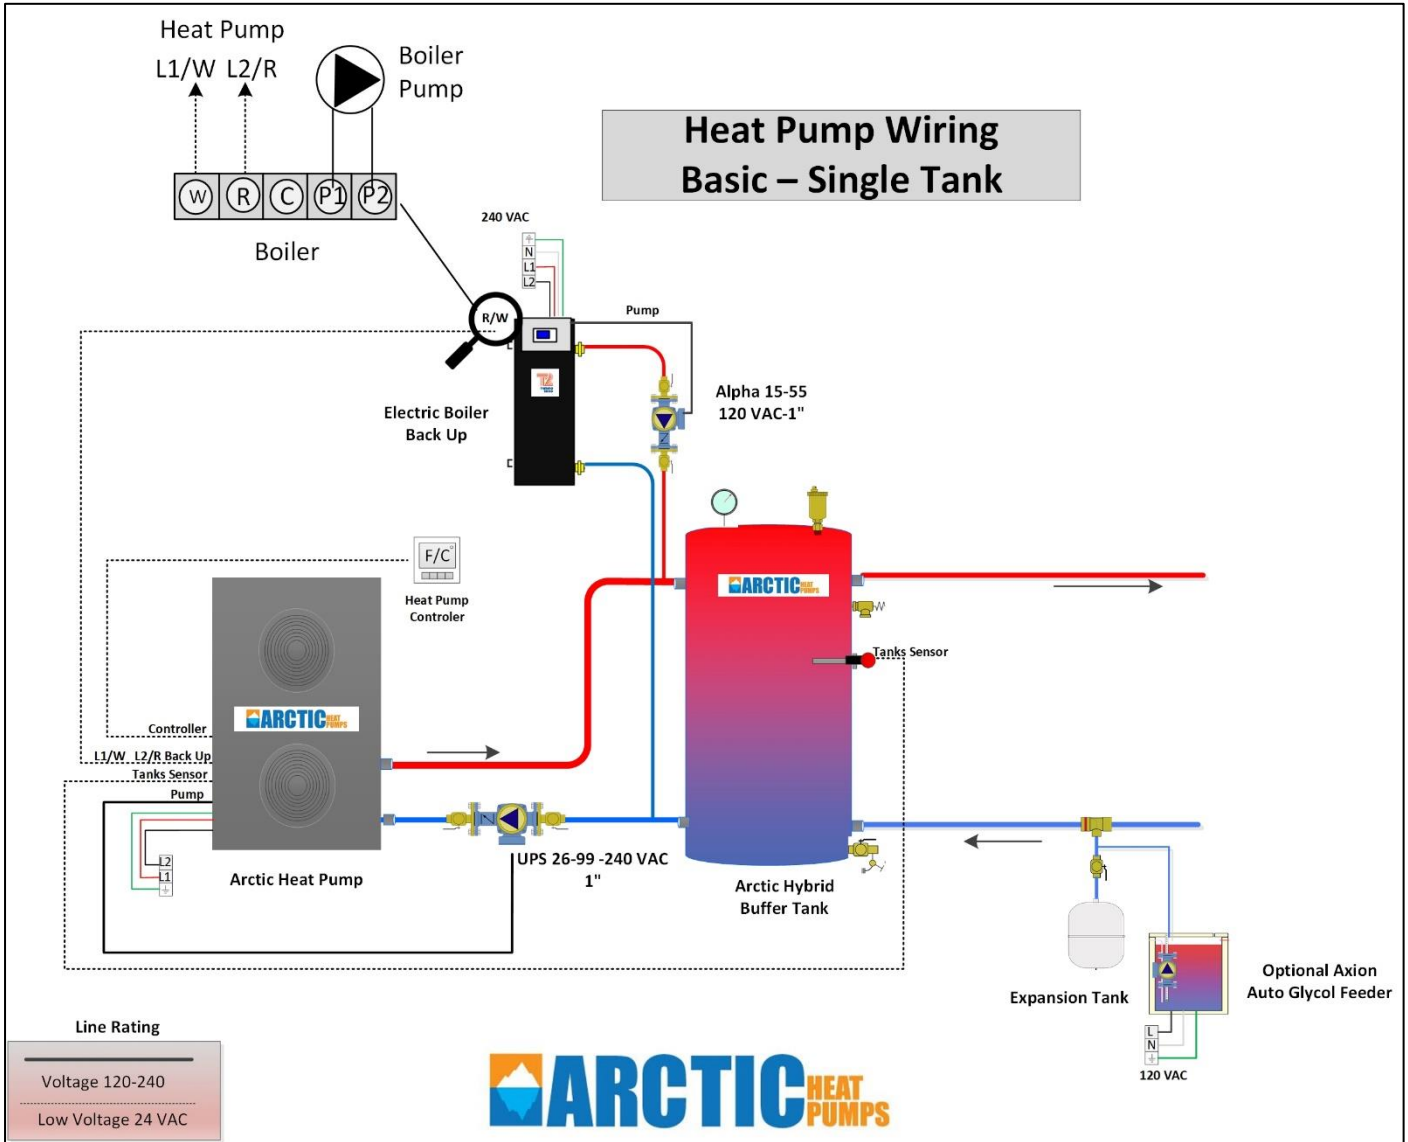 Heat Pump
L1/W L2/R
Boiler
Pump
W R C P1 P2
Boiler
Heat Pump Wiring
Basic – Single Tank
240 VAC
N
L1
L2
R/W
Pump
Electric Boiler
Back Up
Alpha 15-55
120 VAC-1"
F/C°
Heat Pump
Controler
ARCTIC HEAT PUMPS
Tanks Sensor
ARCTIC HEAT PUMPS
Controller
L1/W L2/R Back Up
Tanks Sensor
Pump
L2
L1
Arctic Heat Pump
UPS 26-99 -240 VAC
1"
Arctic Hybrid
Buffer Tank
Expansion Tank
Optional Axion
Auto Glycol Feeder
L
N
120 VAC
Line Rating
Voltage 120-240
Low Voltage 24 VAC
ARCTIC HEAT PUMPS